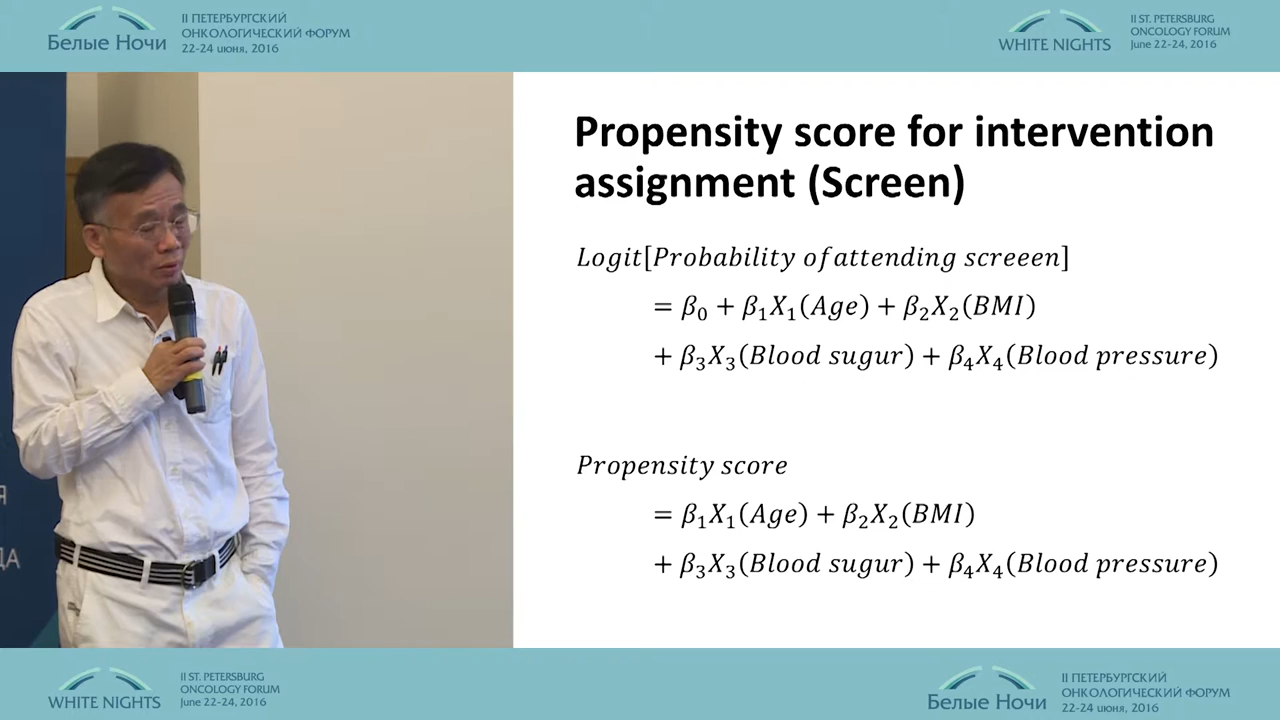 II ПЕТЕРБУРГСКИЙ
ОНКОЛОГИЧЕСКИЙ ФОРУМ
Белые Ночи
22-24 июня, 2016
II ST. PETERSBURG
ONCOLOGY FORUM
WHITE NIGHTS
June 22-24, 2016
Propensity score for intervention
assignment (Screen)
Logit[Probability of attending screeen]
= β₀ + β₁X₁(Age) + β₂X₂(BMI)
+ β₃X₃(Blood sugur) + β₄X₄(Blood pressure)
Propensity score
= β₁X₁(Age) + β₂X₂(BMI)
+ β₃X₃(Blood sugur) + β₄X₄(Blood pressure)
Я
ДА
II ST. PETERSBURG
ONCOLOGY FORUM
WHITE NIGHTS
June 22-24, 2016
II ПЕТЕРБУРГСКИЙ
ОНКОЛОГИЧЕСКИЙ ФОРУМ
Белые Ночи
22-24 июня, 2016